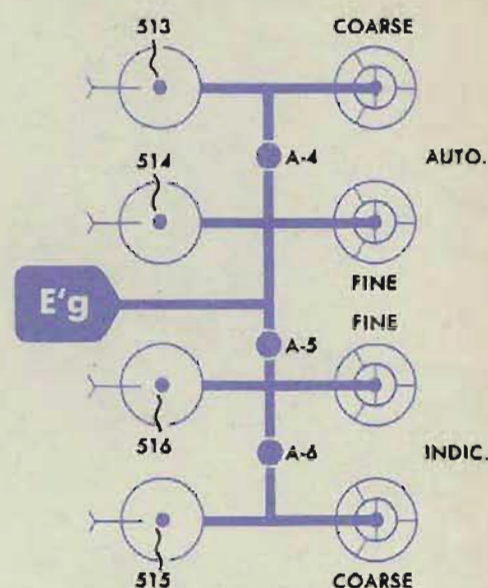 513 COARSE
A-4 AUTO.
514
FINE
E'g
FINE
A-5
516
A-6 INDIC.
515 COARSE